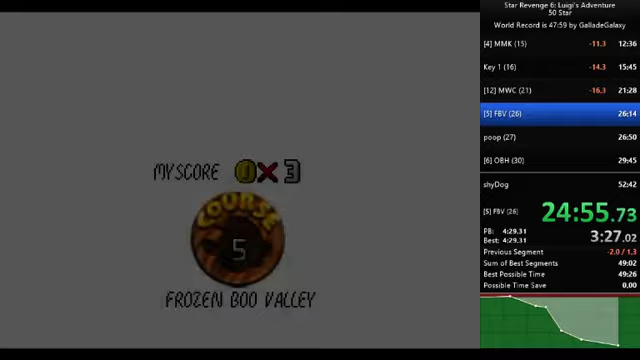 Star Revenge 6: Luigi's Adventure
50 Star
World Record is 47:59 by GalladeGalaxy
[4] MMK (15) -11.3 12:36
Key 1 (16) -14.3 15:45
[12] MWC (21) -16.3 21:28
[5] FBV (26) 26:14
poop (27) 26:50
[6] OBH (30) 29:45
shyDog 52:42
[5] FBV (26) 24:55.73
PB: 4:29.31
Best: 4:29.31 3:27.02
Previous Segment -2.0 / 1.3
Sum of Best Segments 49:02
Best Possible Time 49:26
Possible Time Save 0.00
MY SCORE × 3
COURSE
5
FROZEN BOO VALLEY